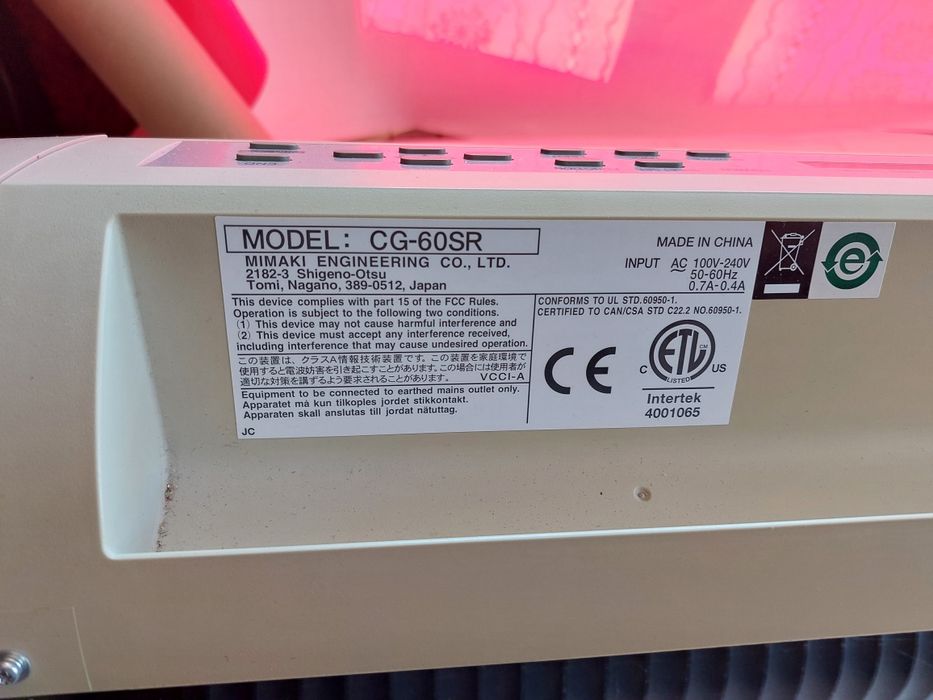 MODEL: CG-60SR
MIMAKI ENGINEERING CO., LTD.
2182-3 Shigeno-Otsu
Tomi, Nagano, 389-0512, Japan
MADE IN CHINA
INPUT AC 100V-240V
~ 50-60Hz
0.7A-0.4A
e
This device complies with part 15 of the FCC Rules.
Operation is subject to the following two conditions.
(1) This device may not cause harmful interference and
(2) This device must accept any interference received,
including interference that may cause undesired operation.
この装置は、クラスA情報技術装置です。この装置を家庭環境で
使用すると電波妨害を引き起こすことがあります。この場合には使用者が
適切な対策を講ずるよう要求されることがあります。 VCCI-A
Equipment to be connected to earthed mains outlet only.
Apparatet må kun tilkoples jordet stikkontakt.
Apparaten skall anslutas till jordat nätuttag.
JC
CONFORMS TO UL STD.60950-1.
CERTIFIED TO CAN/CSA STD C22.2 NO.60950-1.
CE
ETL CM
C LISTED US
Intertek
4001065